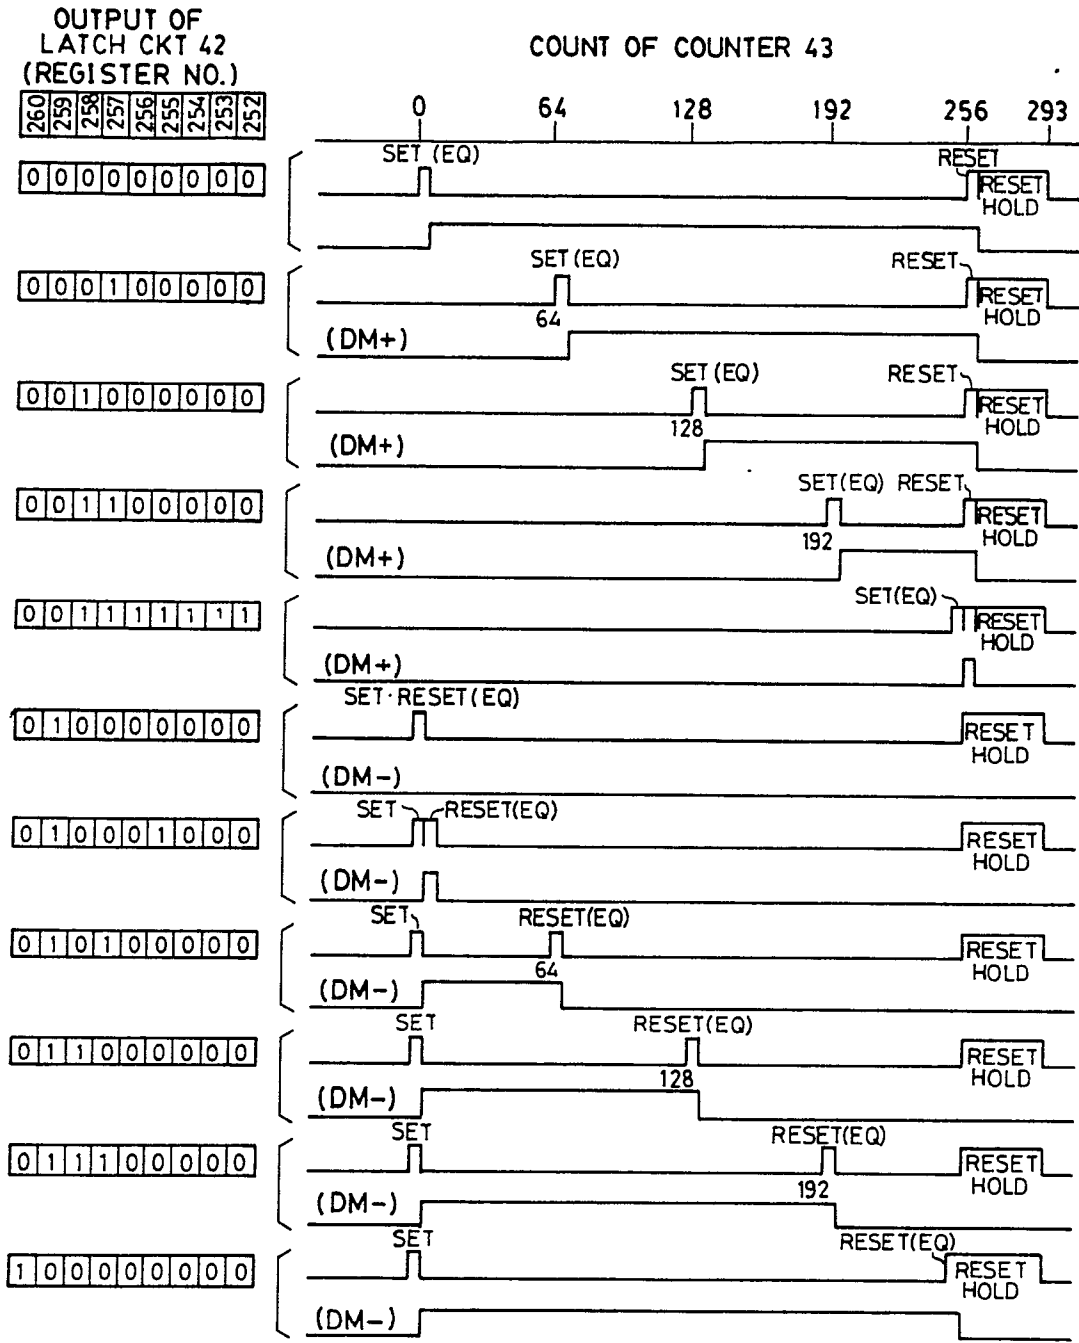 OUTPUT OF
LATCH CKT 42
(REGISTER NO.)
COUNT OF COUNTER 43
260 259 258 257 256 255 254 253 252
0 64 128 192 256 293
SET (EQ) RESET
0 0 0 0 0 0 0 0 0
RESET
HOLD
SET (EQ) RESET
0 0 0 1 0 0 0 0 0
64
RESET
HOLD
(DM+)
SET (EQ) RESET
0 0 1 0 0 0 0 0 0
128
RESET
HOLD
(DM+)
SET(EQ) RESET
0 0 1 1 0 0 0 0 0
192
RESET
HOLD
(DM+)
SET(EQ)
0 0 1 1 1 1 1 1 1
RESET
HOLD
(DM+)
SET·RESET(EQ)
0 1 0 0 0 0 0 0 0
RESET
HOLD
(DM-)
SET RESET(EQ)
0 1 0 0 0 1 0 0 0
RESET
HOLD
(DM-)
SET RESET(EQ)
0 1 0 1 0 0 0 0 0
64
RESET
HOLD
(DM-)
SET RESET(EQ)
0 1 1 0 0 0 0 0 0
128
RESET
HOLD
(DM-)
SET RESET(EQ)
0 1 1 1 0 0 0 0 0
192
RESET
HOLD
(DM-)
SET RESET(EQ)
1 0 0 0 0 0 0 0 0
RESET
HOLD
(DM-)